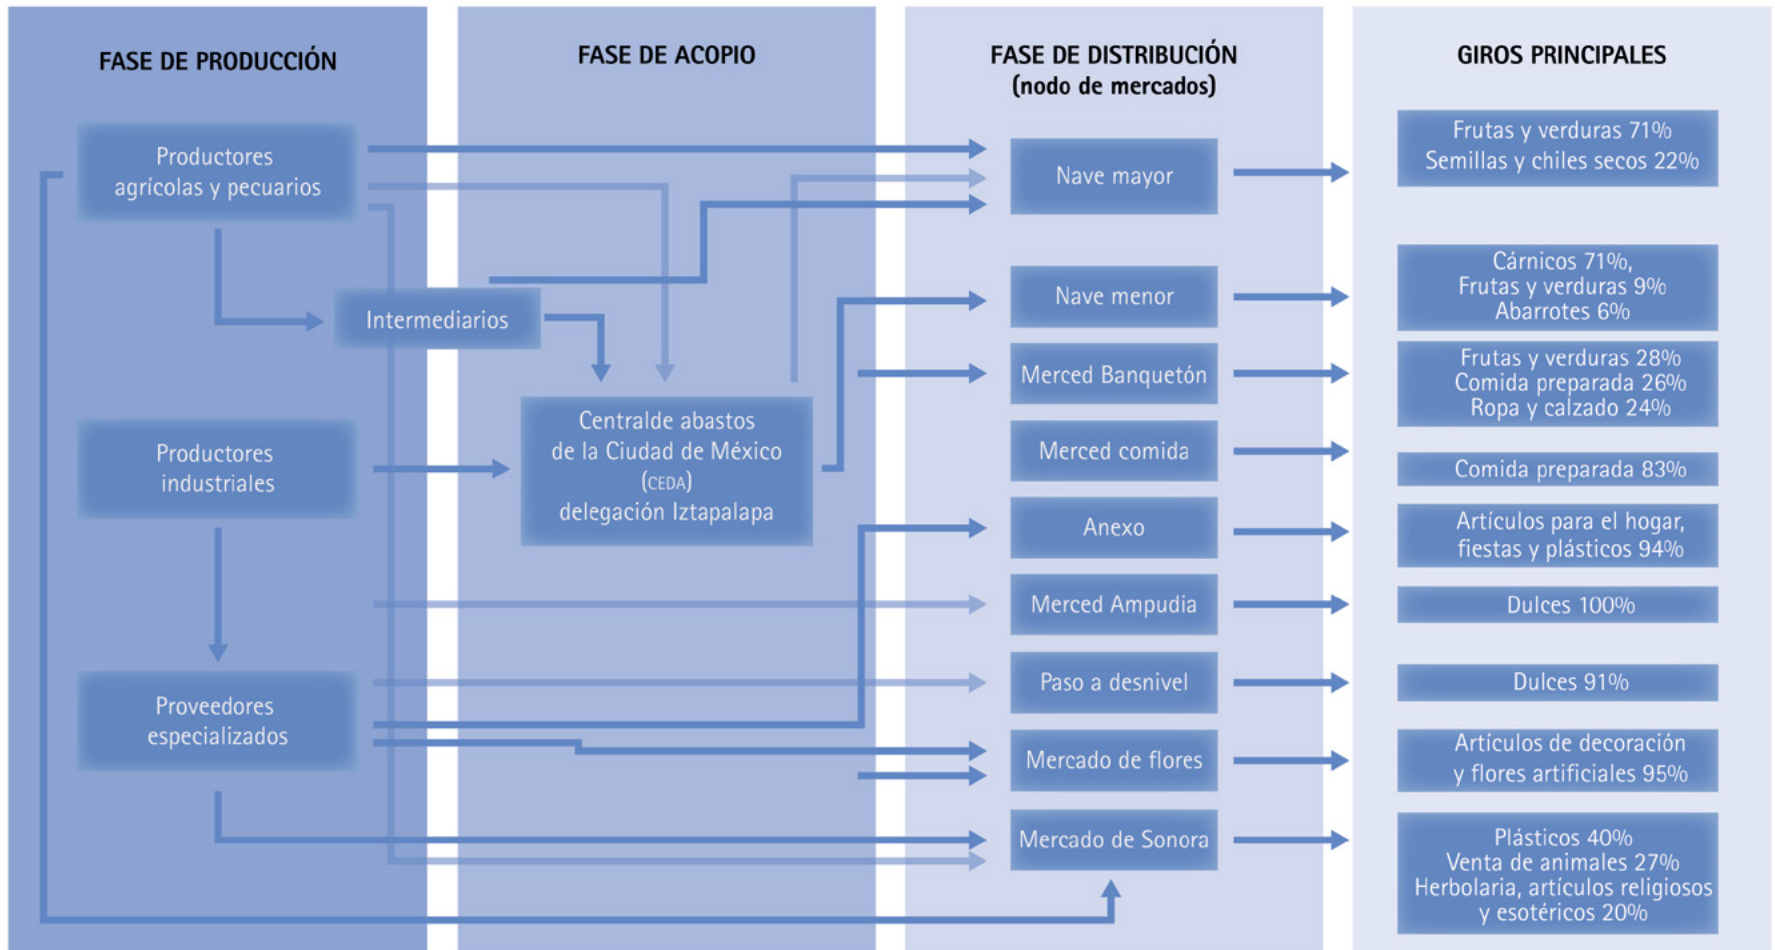 FASE DE PRODUCCIÓN
Productores
agrícolas y pecuarios
Intermediarios
Productores
industriales
Proveedores
especializados
FASE DE ACOPIO
Centralde abastos
de la Ciudad de México
(CEDA)
delegación Iztapalapa
FASE DE DISTRIBUCIÓN
(nodo de mercados)
Nave mayor
Nave menor
Merced Banquetón
Merced comida
Anexo
Merced Ampudia
Paso a desnivel
Mercado de flores
Mercado de Sonora
GIROS PRINCIPALES
Frutas y verduras 71%
Semillas y chiles secos 22%
Cárnicos 71%,
Frutas y verduras 9%
Abarrotes 6%
Frutas y verduras 28%
Comida preparada 26%
Ropa y calzado 24%
Comida preparada 83%
Artículos para el hogar,
fiestas y plásticos 94%
Dulces 100%
Dulces 91%
Artículos de decoración
y flores artificiales 95%
Plásticos 40%
Venta de animales 27%
Herbolaria, artículos religiosos
y esotéricos 20%